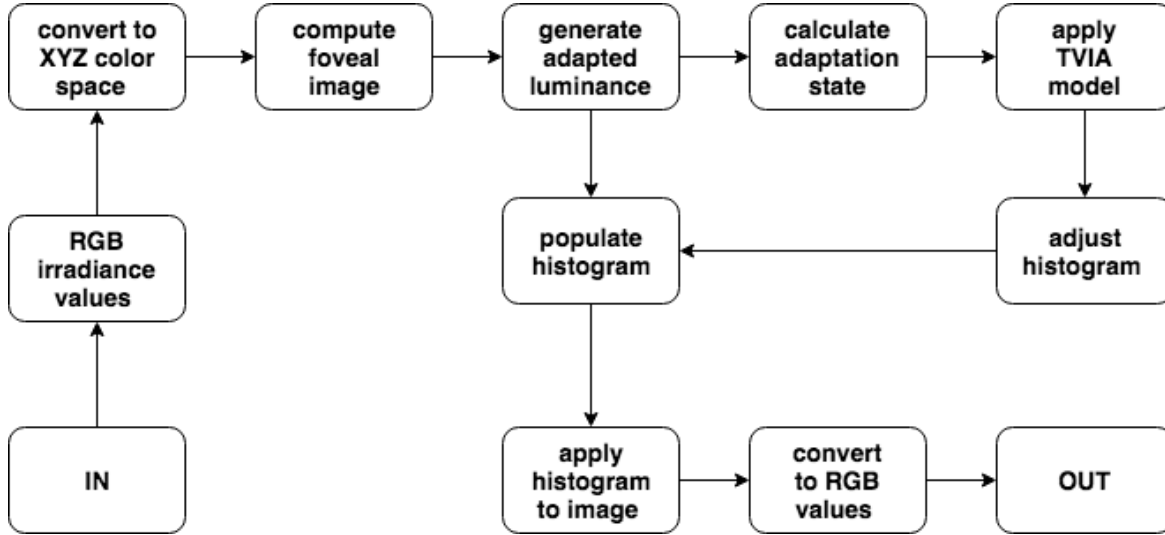 convert to
XYZ color
space
compute
foveal
image
generate
adapted
luminance
calculate
adaptation
state
apply
TVIA
model
RGB
irradiance
values
populate
histogram
adjust
histogram
IN
apply
histogram
to image
convert
to RGB
values
OUT